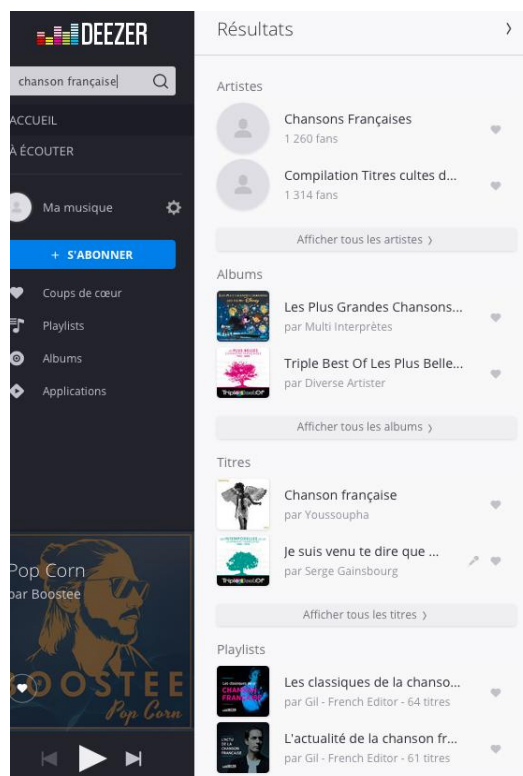 DEEZER
chanson française
ACCUEIL
À ÉCOUTER
Ma musique
+ S'ABONNER
Coups de cœur
Playlists
Albums
Applications
Pop Corn
par Boostee
BOOSTEE
Pop Corn
Résultats
Artistes
Chansons Françaises
1 260 fans
Compilation Titres cultes d...
1 314 fans
Afficher tous les artistes
Albums
Les Plus Grandes Chansons...
par Multi Interprètes
Triple Best Of Les Plus Belle...
par Diverse Artister
Afficher tous les albums
Titres
Chanson française
par Youssoupha
Je suis venu te dire que ...
par Serge Gainsbourg
Afficher tous les titres
Playlists
Les classiques de la chanso...
par Gil - French Editor - 64 titres
L'actualité de la chanson fr...
par Gil - French Editor - 61 titres